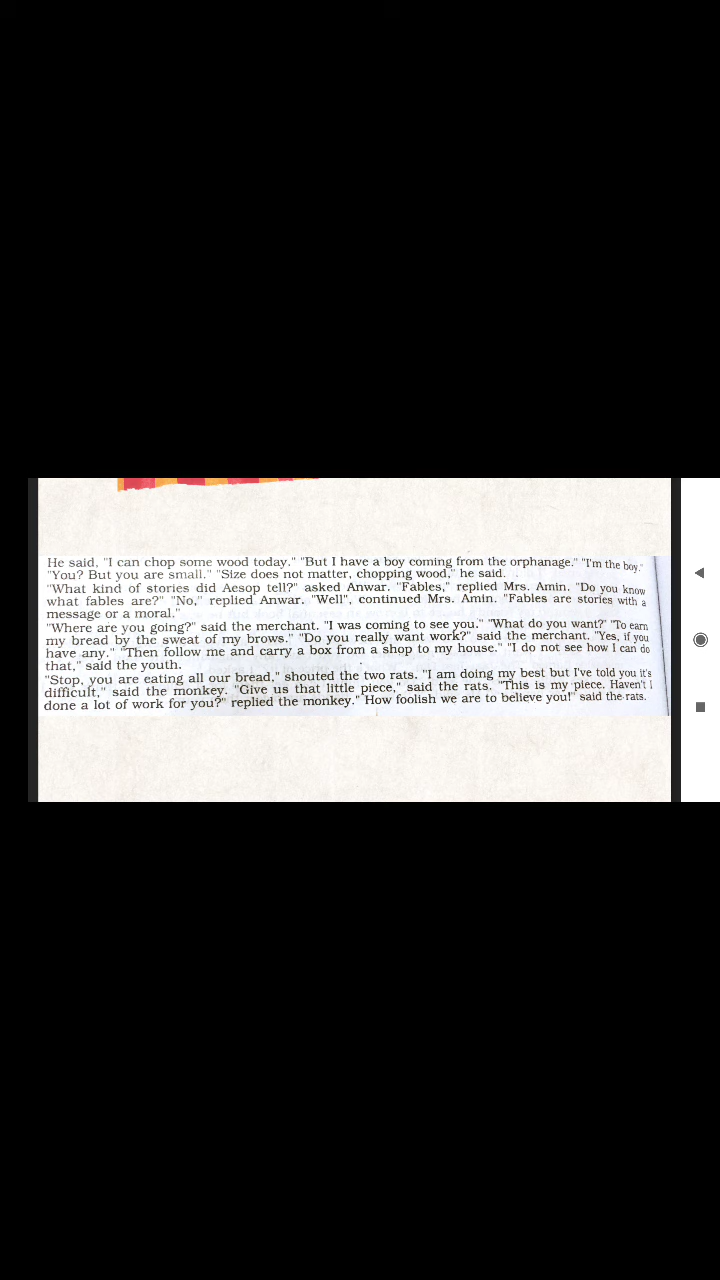 He said, "I can chop some wood today." "But I have a boy coming from the orphanage." "I'm the boy."
"You? But you are small." "Size does not matter, chopping wood," he said.
"What kind of stories did Aesop tell?" asked Anwar. "Fables," replied Mrs. Amin. "Do you know
what fables are?" "No," replied Anwar. "Well", continued Mrs. Amin. "Fables are stories with a
message or a moral."
"Where are you going?" said the merchant. "I was coming to see you." "What do you want?" "To earn
my bread by the sweat of my brows." "Do you really want work?" said the merchant. "Yes, if you
have any." "Then follow me and carry a box from a shop to my house." "I do not see how I can do
that," said the youth.
"Stop, you are eating all our bread," shouted the two rats. "I am doing my best but I've told you it's
difficult," said the monkey. "Give us that little piece," said the rats. "This is my piece. Haven't I
done a lot of work for you?" replied the monkey." How foolish we are to believe you!" said the rats.